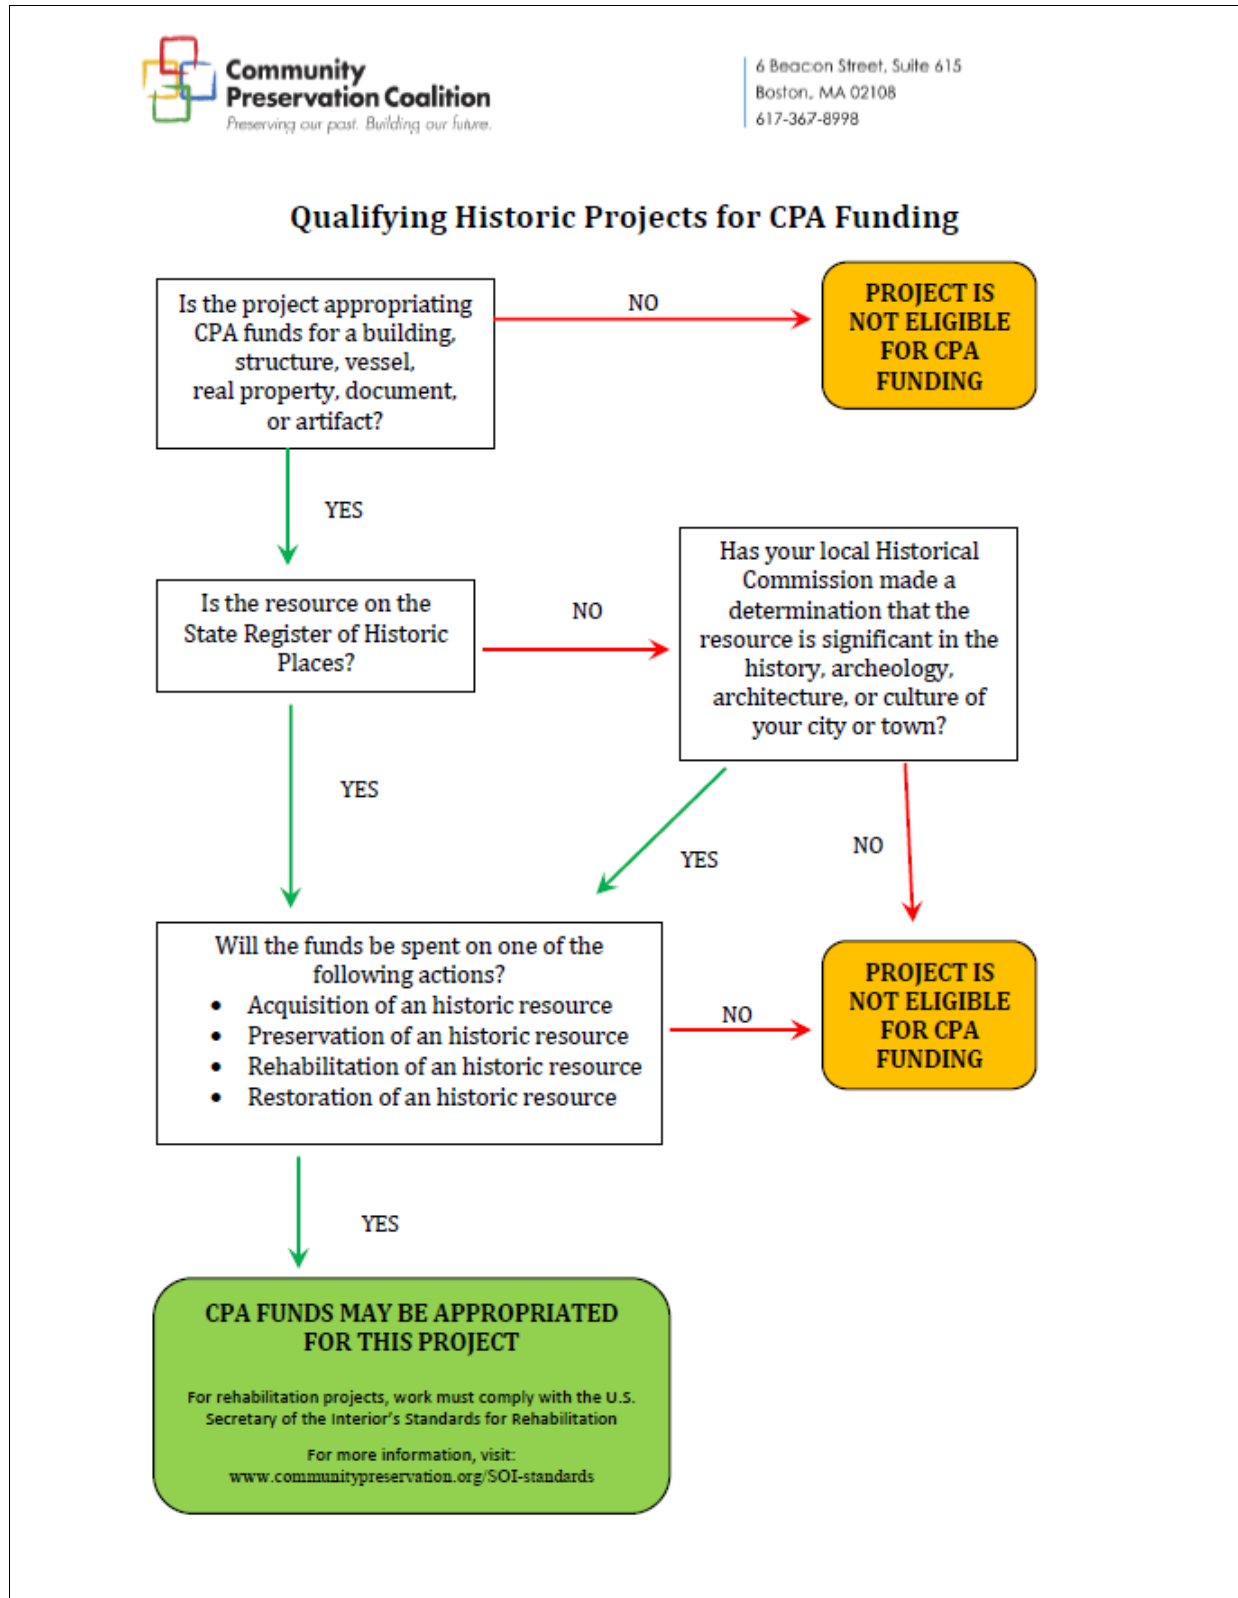 Community
Preservation Coalition
Preserving our past. Building our future.
6 Beacon Street, Suite 615
Boston, MA 02108
617-367-8998
Qualifying Historic Projects for CPA Funding
Is the project appropriating
CPA funds for a building,
structure, vessel,
real property, document,
or artifact?
NO
PROJECT IS
NOT ELIGIBLE
FOR CPA
FUNDING
YES
Is the resource on the
State Register of Historic
Places?
NO
Has your local Historical
Commission made a
determination that the
resource is significant in the
history, archeology,
architecture, or culture of
your city or town?
YES
YES
NO
Will the funds be spent on one of the
following actions?
• Acquisition of an historic resource
• Preservation of an historic resource
• Rehabilitation of an historic resource
• Restoration of an historic resource
NO
PROJECT IS
NOT ELIGIBLE
FOR CPA
FUNDING
YES
CPA FUNDS MAY BE APPROPRIATED
FOR THIS PROJECT
For rehabilitation projects, work must comply with the U.S.
Secretary of the Interior's Standards for Rehabilitation
For more information, visit:
www.communitypreservation.org/SOI-standards